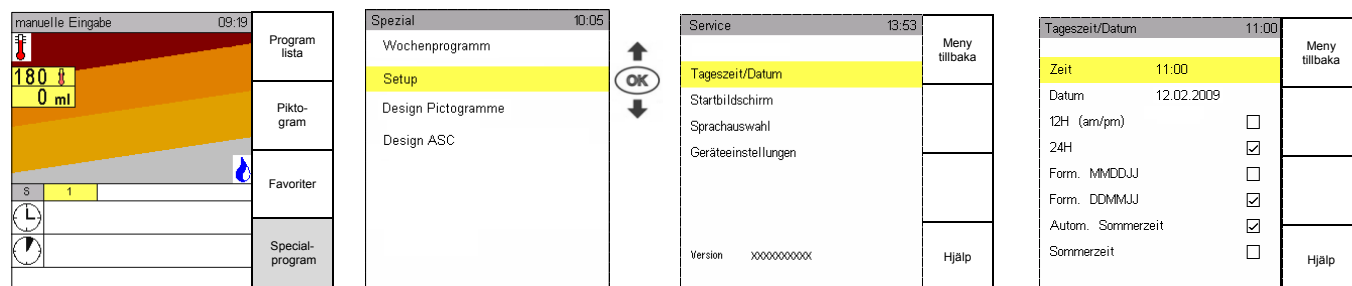 manuelle Eingabe 09:19
180
0 ml
S 1
Program
lista
Pikto-
gram
Favoriter
Special-
program
Spezial 10:05
Wochenprogramm
Setup
Design Pictogramme
Design ASC
OK
Service 13:53
Tageszeit/Datum
Startbildschirm
Sprachauswahl
Geräteeinstellungen
Version XXXXXXXXXX
Meny
tillbaka
Hjälp
Tageszeit/Datum 11:00
Zeit 11:00
Datum 12.02.2009
12H (am/pm)
24H
Form. MMDDJJ
Form. DDMMJJ
Autom. Sommerzeit
Sommerzeit
Meny
tillbaka
Hjälp